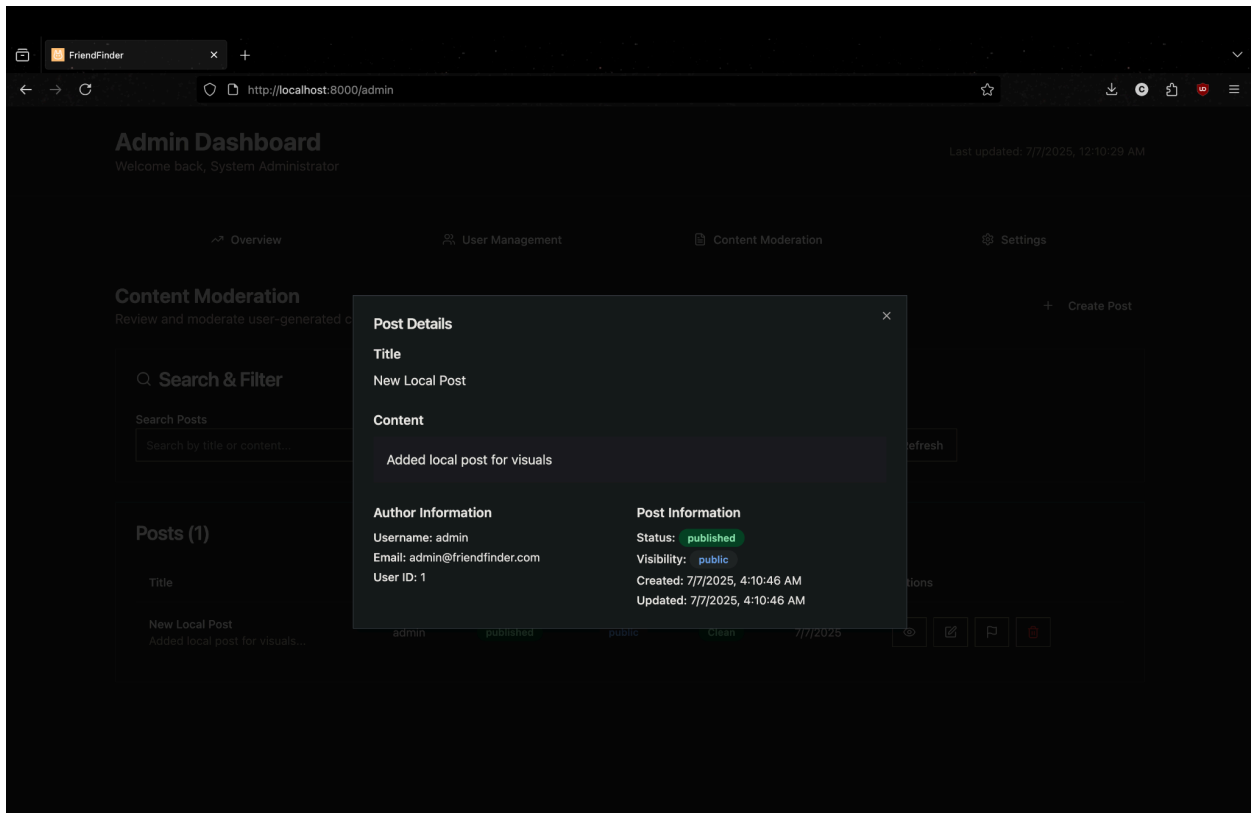 FriendFinder
http://localhost:8000/admin
Admin Dashboard
Welcome back, System Administrator
Last updated: 7/7/2025, 12:10:29 AM
Overview
User Management
Content Moderation
Settings
Content Moderation
Review and moderate user-generated c
+ Create Post
Search & Filter
Search Posts
Search by title or content...
efresh
Post Details
Title
New Local Post
Content
Added local post for visuals
Author Information
Username: admin
Email: admin@friendfinder.com
User ID: 1
Post Information
Status: published
Visibility: public
Created: 7/7/2025, 4:10:46 AM
Updated: 7/7/2025, 4:10:46 AM
Posts (1)
Title
tions
New Local Post
Added local post for visuals...
admin
published
public
Clean
7/7/2025